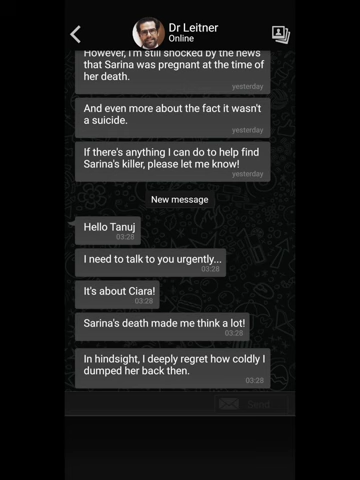 Dr Leitner
Online
However, I'm still shocked by the news
that Sarina was pregnant at the time of
her death.
yesterday
And even more about the fact it wasn't
a suicide.
yesterday
If there's anything I can do to help find
Sarina's killer, please let me know!
yesterday
New message
Hello Tanuj
03:28
I need to talk to you urgently...
03:28
It's about Ciara!
03:28
Sarina's death made me think a lot!
03:28
In hindsight, I deeply regret how coldly I
dumped her back then.
03:28
Send